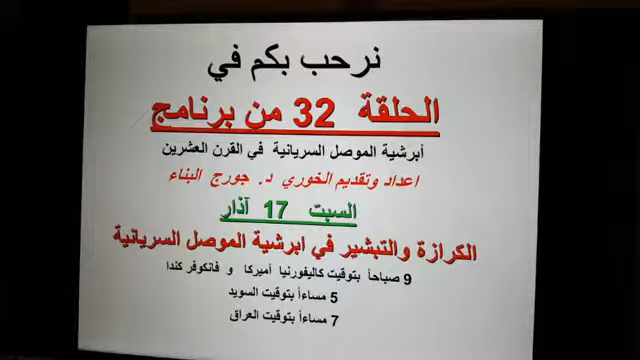 نرحب بكم في
الحلقة 32 من برنامج
أبرشية الموصل السريانية في القرن العشرين
اعداد وتقديم الخوري د. جورج البناء
السبت 17 آذار
الكرازة والتبشير في ابرشية الموصل السريانية
9 صباحاً بتوقيت كاليفورنيا أميركا و فانكوفر كندا
5 مساءاً بتوقيت السويد
7 مساءاً بتوقيت العراق